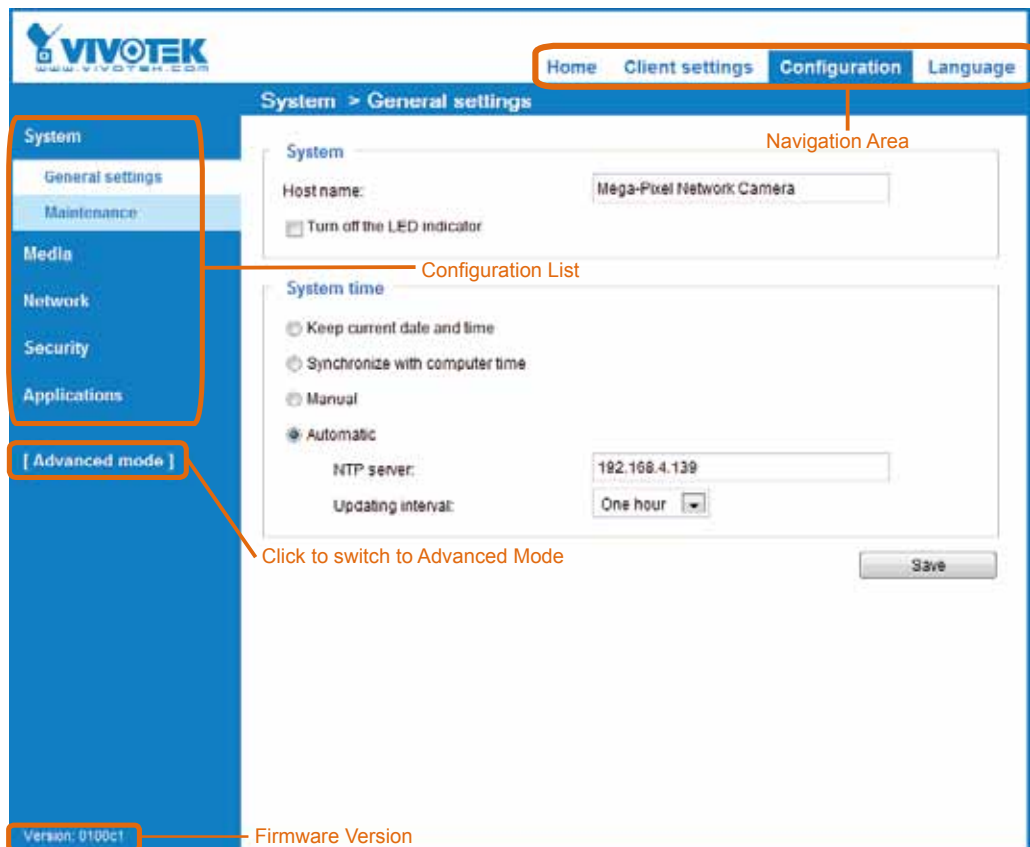 VIVOTEK
WWW.VIVOTEK.COM
Home Client settings Configuration Language
System > General settings
Navigation Area
System
General settings
Maintenance
Media
Network
Security
Applications
[ Advanced mode ]
Configuration List
System
Host name: Mega-Pixel Network Camera
Turn off the LED indicator
System time
Keep current date and time
Synchronize with computer time
Manual
Automatic
NTP server: 192.168.4.139
Updating interval: One hour
Click to switch to Advanced Mode
Save
Version: 0100c1
Firmware Version